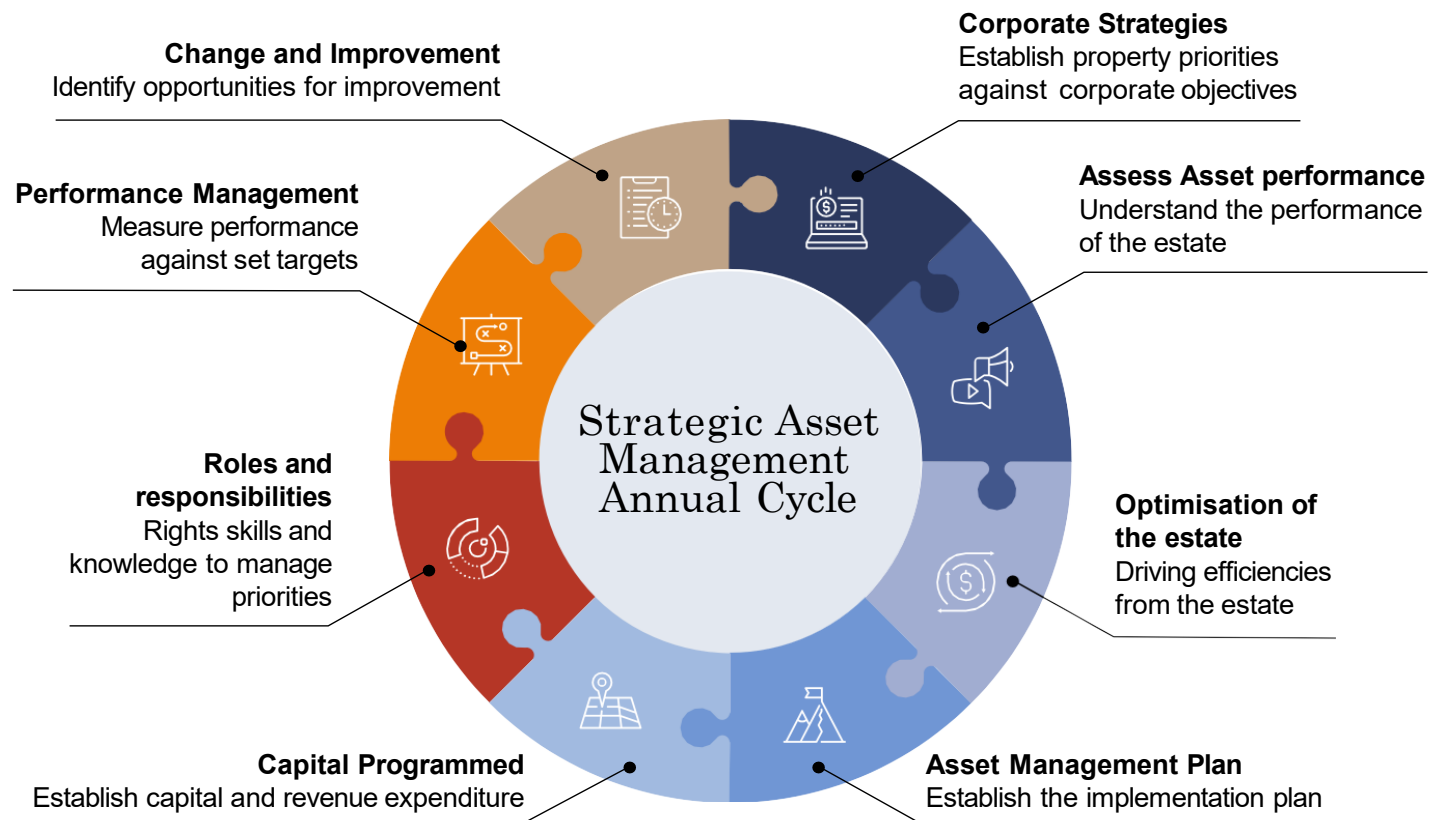 Corporate Strategies
Establish property priorities
against corporate objectives
Assess Asset performance
Understand the performance
of the estate
Optimisation of
the estate
Driving efficiencies
from the estate
Asset Management Plan
Establish the implementation plan
Capital Programmed
Establish capital and revenue expenditure
Roles and
responsibilities
Rights skills and
knowledge to manage
priorities
Performance Management
Measure performance
against set targets
Change and Improvement
Identify opportunities for improvement
Strategic Asset
Management
Annual Cycle